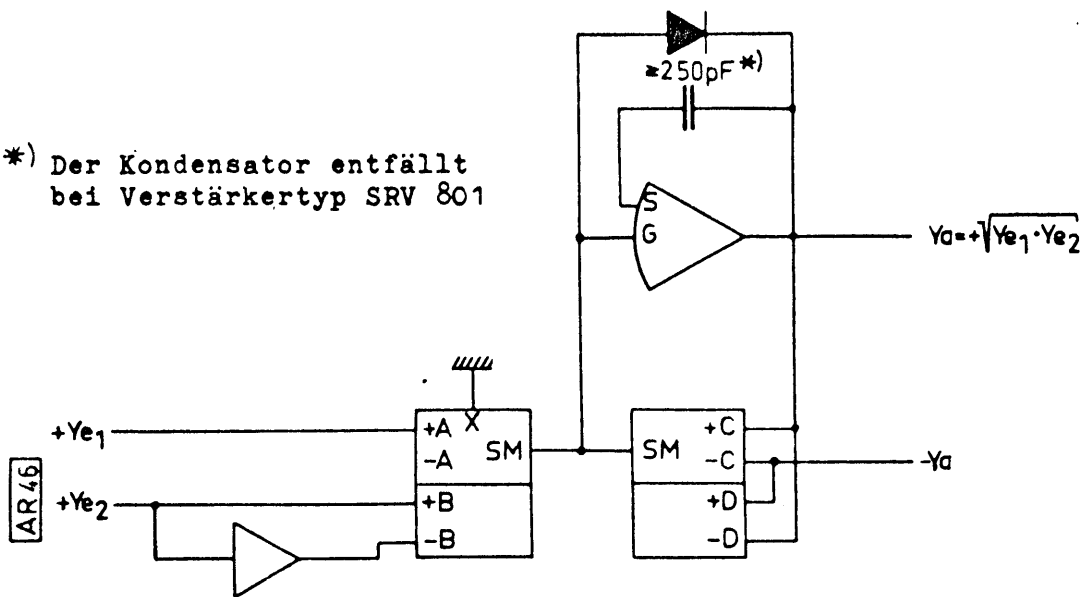 ≈250pF*)
*) Der Kondensator entfällt
bei Verstärkertyp SRV 801
S
G
Ya=+√Ye₁·Ye₂
+Ye₁
+A X
-A SM
SM +C
-C
-Ya
AR46
+Ye₂
+B
-B
+D
-D